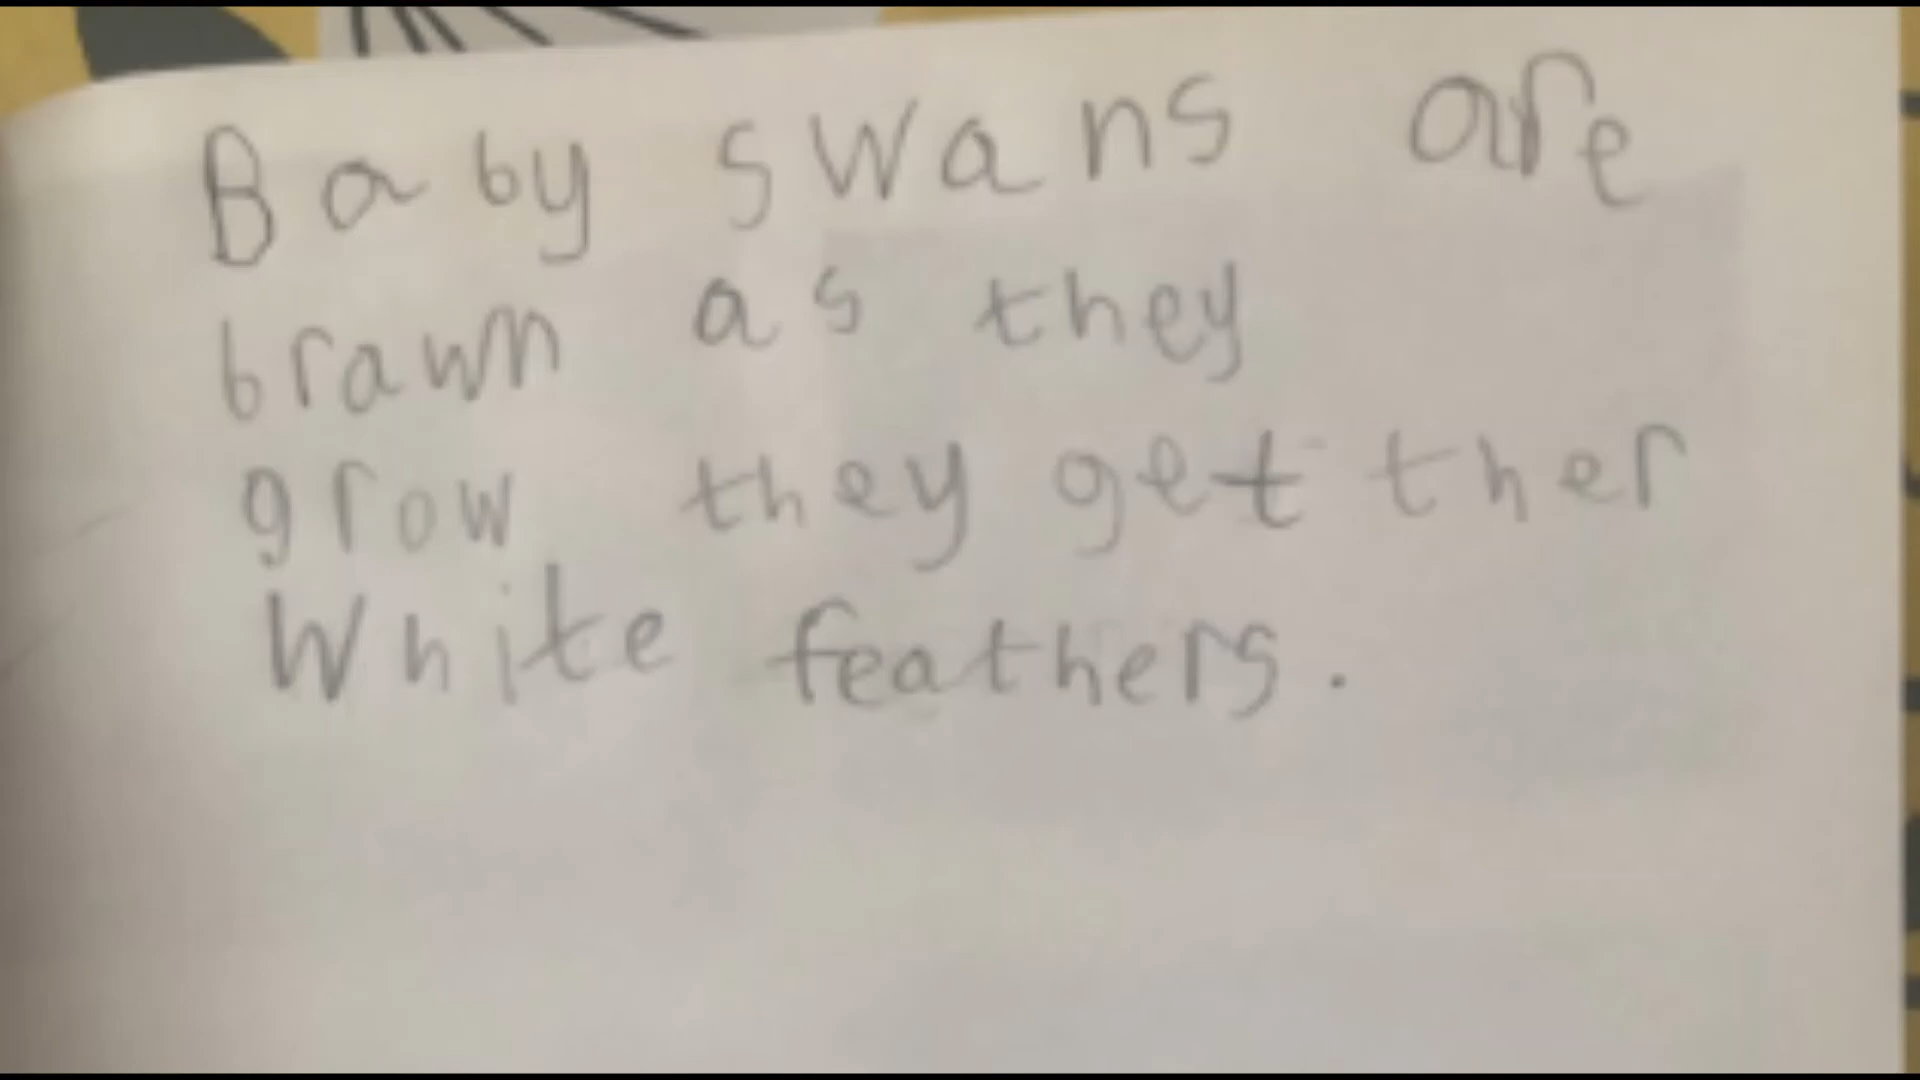 Baby swans are
brawn as they
grow they get ther
White feathers.